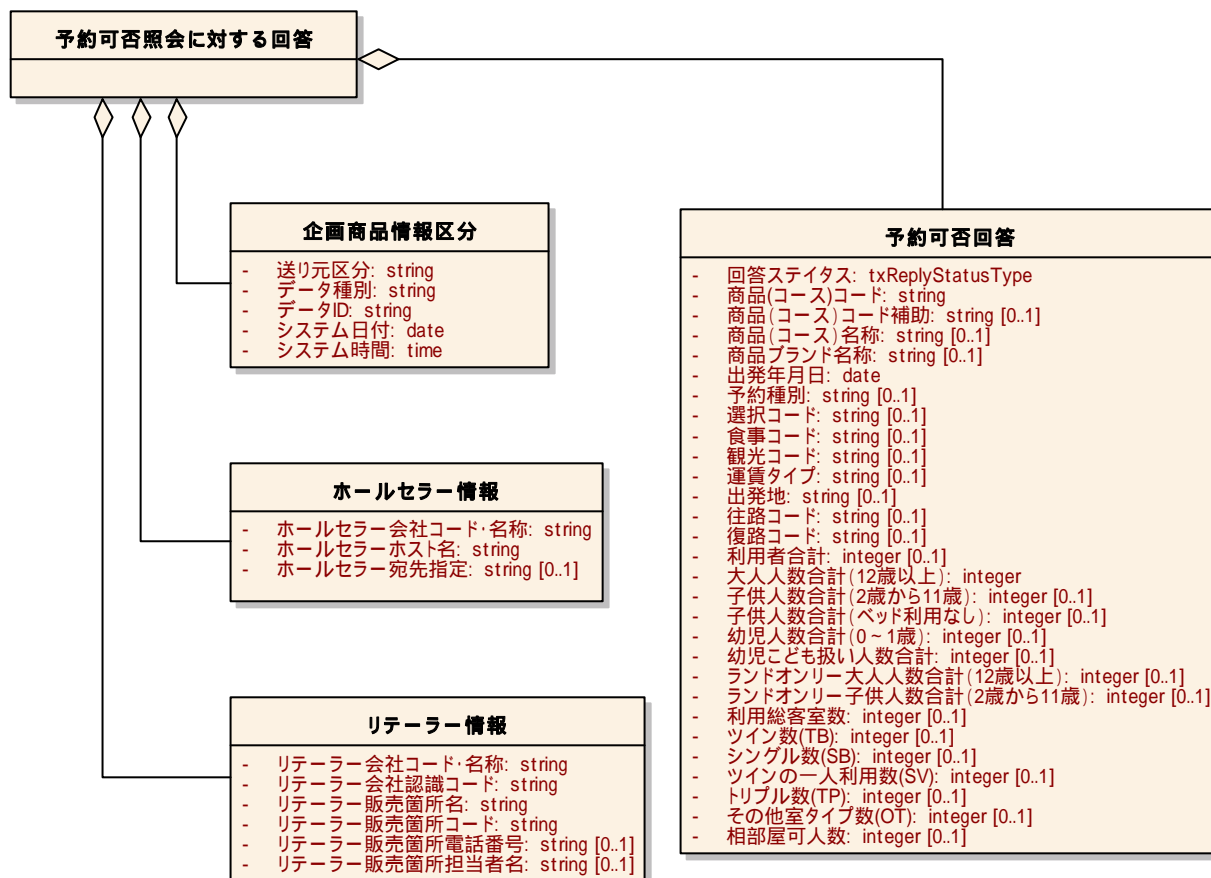 予約可否照会に対する回答
企画商品情報区分
- 送り元区分: string
- データ種別: string
- データID: string
- システム日付: date
- システム時間: time
ホールセラー情報
- ホールセラー会社コード・名称: string
- ホールセラーホスト名: string
- ホールセラー宛先指定: string [0..1]
リテーラー情報
- リテーラー会社コード・名称: string
- リテーラー会社認識コード: string
- リテーラー販売箇所名: string
- リテーラー販売箇所コード: string
- リテーラー販売箇所電話番号: string [0..1]
- リテーラー販売箇所担当者名: string [0..1]
予約可否回答
- 回答ステイタス: txReplyStatusType
- 商品(コース)コード: string
- 商品(コース)コード補助: string [0..1]
- 商品(コース)名称: string [0..1]
- 商品ブランド名称: string [0..1]
- 出発年月日: date
- 予約種別: string [0..1]
- 選択コード: string [0..1]
- 食事コード: string [0..1]
- 観光コード: string [0..1]
- 運賃タイプ: string [0..1]
- 出発地: string [0..1]
- 往路コード: string [0..1]
- 復路コード: string [0..1]
- 利用者合計: integer [0..1]
- 大人人数合計(12歳以上): integer
- 子供人数合計(2歳から11歳): integer [0..1]
- 子供人数合計(ベッド利用なし): integer [0..1]
- 幼児人数合計(0~1歳): integer [0..1]
- 幼児こども扱い人数合計: integer [0..1]
- ランドオンリー大人人数合計(12歳以上): integer [0..1]
- ランドオンリー子供人数合計(2歳から11歳): integer [0..1]
- 利用総客室数: integer [0..1]
- ツイン数(TB): integer [0..1]
- シングル数(SB): integer [0..1]
- ツインの一人利用数(SV): integer [0..1]
- トリプル数(TP): integer [0..1]
- その他室タイプ数(OT): integer [0..1]
- 相部屋可人数: integer [0..1]